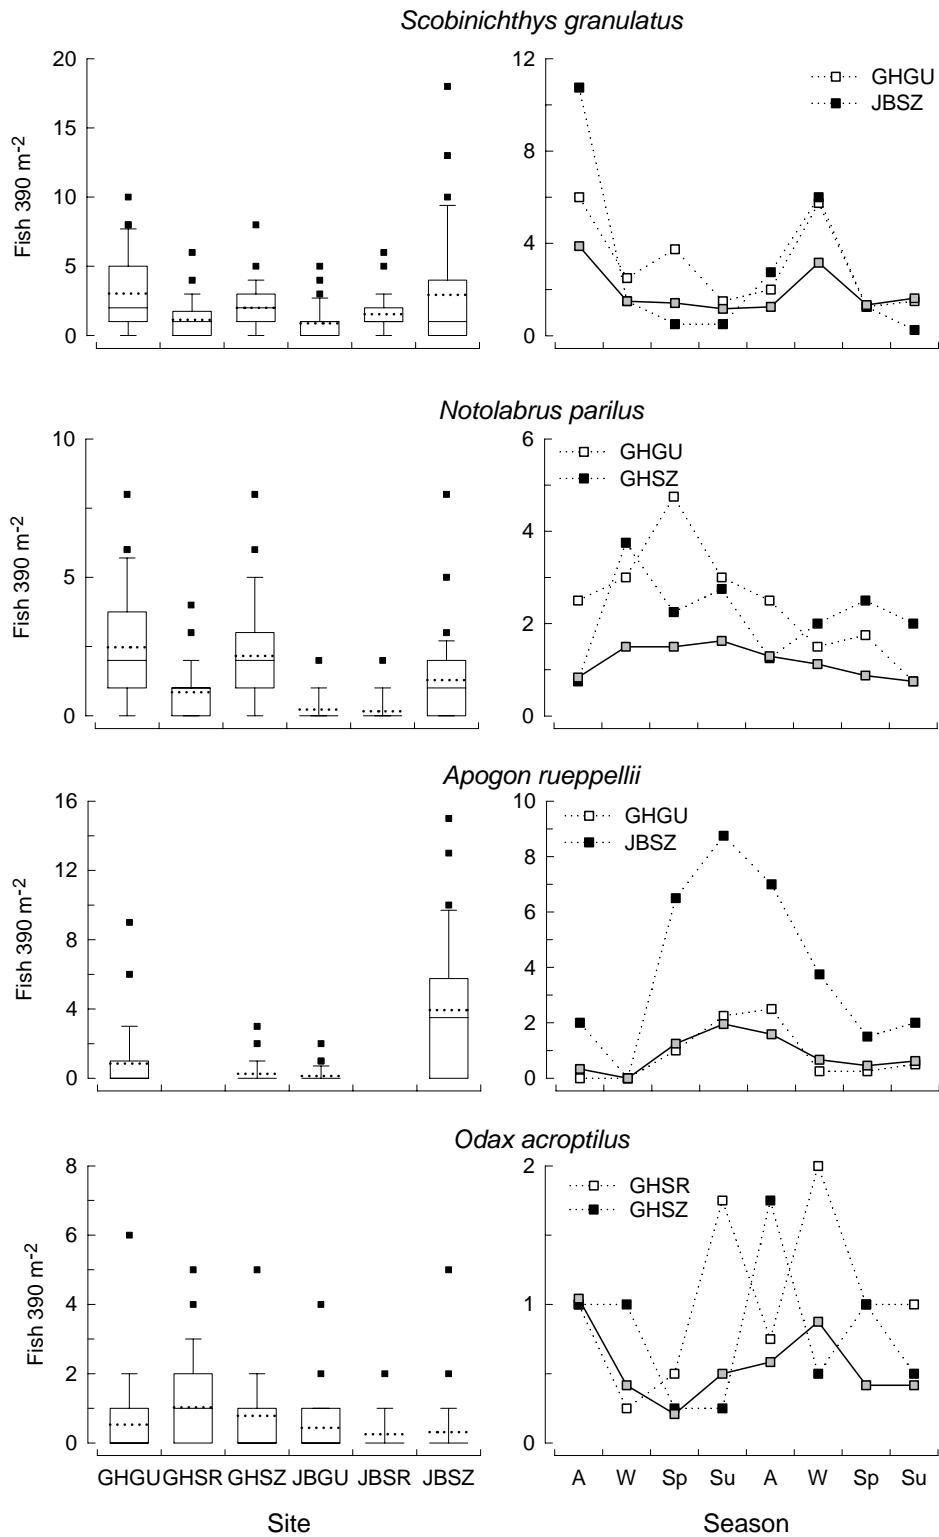 Scobinichthys granulatus
Fish 390 m-2
20
15
10
5
0
12
8
4
0
GHGU
JBSZ
Notolabrus parilus
Fish 390 m-2
10
5
0
6
4
2
0
GHGU
GHSZ
Apogon rueppellii
Fish 390 m-2
16
12
8
4
0
10
8
6
4
2
0
GHGU
JBSZ
Odax acroptilus
Fish 390 m-2
8
6
4
2
0
2
1
0
GHSR
GHSZ
GHGU GHSR GHSZ JBGU JBSR JBSZ
A W Sp Su A W Sp Su
Site
Season